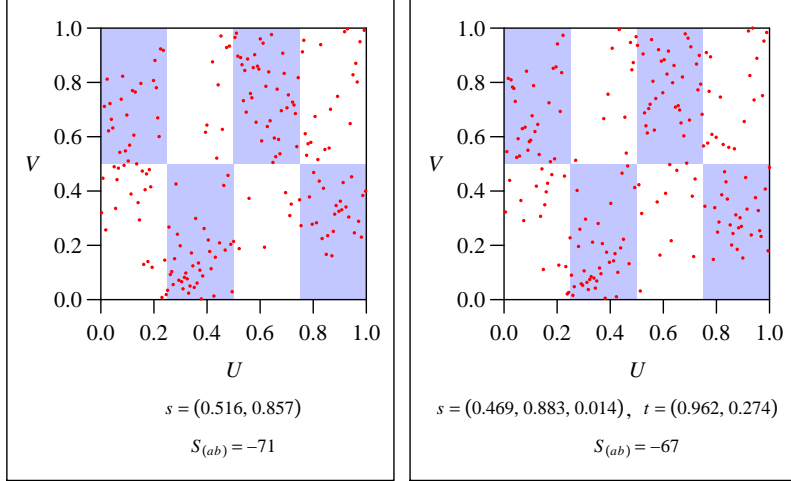 1.0
0.8
0.6
V
0.4
0.2
0.0
0.0 0.2 0.4 0.6 0.8 1.0
U
s = (0.516, 0.857)
S(ab) = –71
1.0
0.8
0.6
V
0.4
0.2
0.0
0.0 0.2 0.4 0.6 0.8 1.0
U
s = (0.469, 0.883, 0.014), t = (0.962, 0.274)
S(ab) = –67